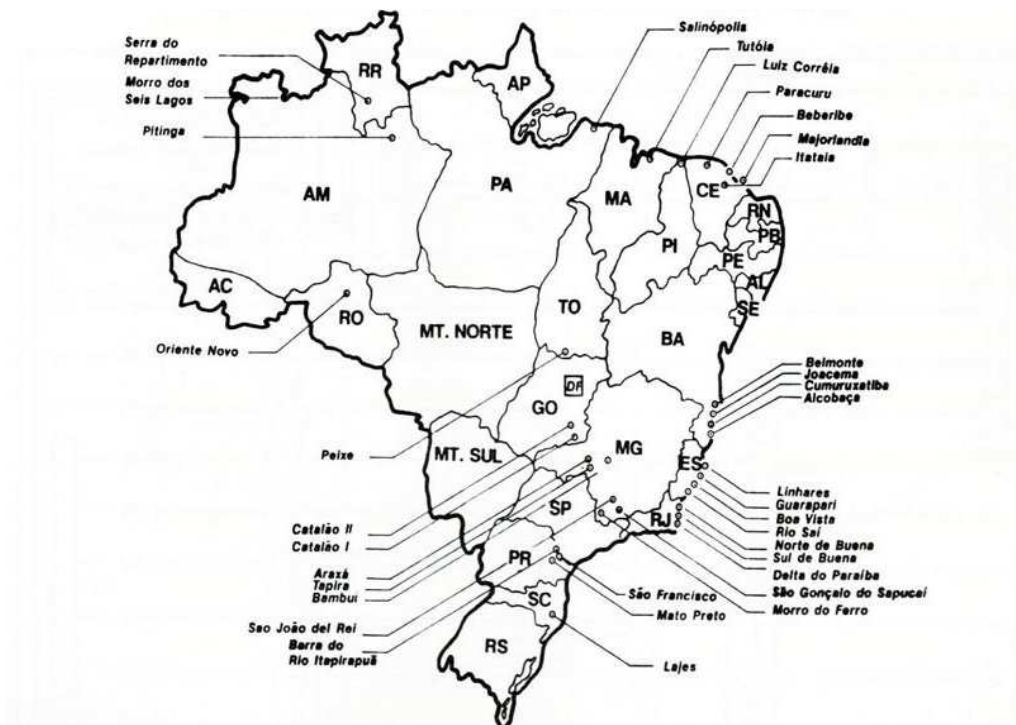 Salinópolia
Tutóia
Luiz Corrêia
Paracuru
Beberibe
Majorlandia
Itataia
Serra do
Repartimento
Morro dos
Seis Lagos
Pitinga
RR
AP
AM
PA
MA
CE
RN
PB
PI
PE
AL
SE
AC
RO
MT. NORTE
TO
BA
Oriente Novo
Belmonte
Joacema
Cumuruxatiba
Alcobaça
DF
GO
MG
MT. SUL
Peixe
ES
SP
RJ
Linhares
Guarapari
Boa Vista
Rio Saí
Norte de Buena
Sul de Buena
Delta do Paraíba
São Gonçalo do Sapucaí
Morro do Ferro
Catalão II
Catalão I
Araxá
Tapira
Bambuí
PR
São Francisco
Mato Preto
SC
Sao João del Rei
Barra do
Rio Itapirapuã
RS
Lajes